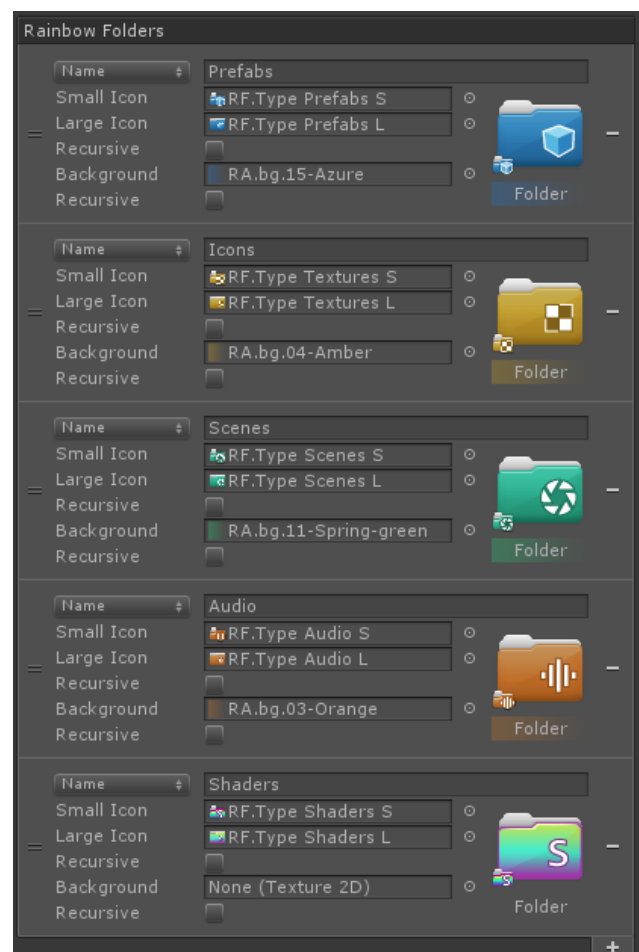 Rainbow Folders
Name Prefabs
Small Icon RF.Type Prefabs S
Large Icon RF.Type Prefabs L
Recursive
Background RA.bg.15-Azure
Recursive
Folder
Name Icons
Small Icon RF.Type Textures S
Large Icon RF.Type Textures L
Recursive
Background RA.bg.04-Amber
Recursive
Folder
Name Scenes
Small Icon RF.Type Scenes S
Large Icon RF.Type Scenes L
Recursive
Background RA.bg.11-Spring-green
Recursive
Folder
Name Audio
Small Icon RF.Type Audio S
Large Icon RF.Type Audio L
Recursive
Background RA.bg.03-Orange
Recursive
Folder
Name Shaders
Small Icon RF.Type Shaders S
Large Icon RF.Type Shaders L
S
Recursive
Background None (Texture 2D)
Recursive
Folder